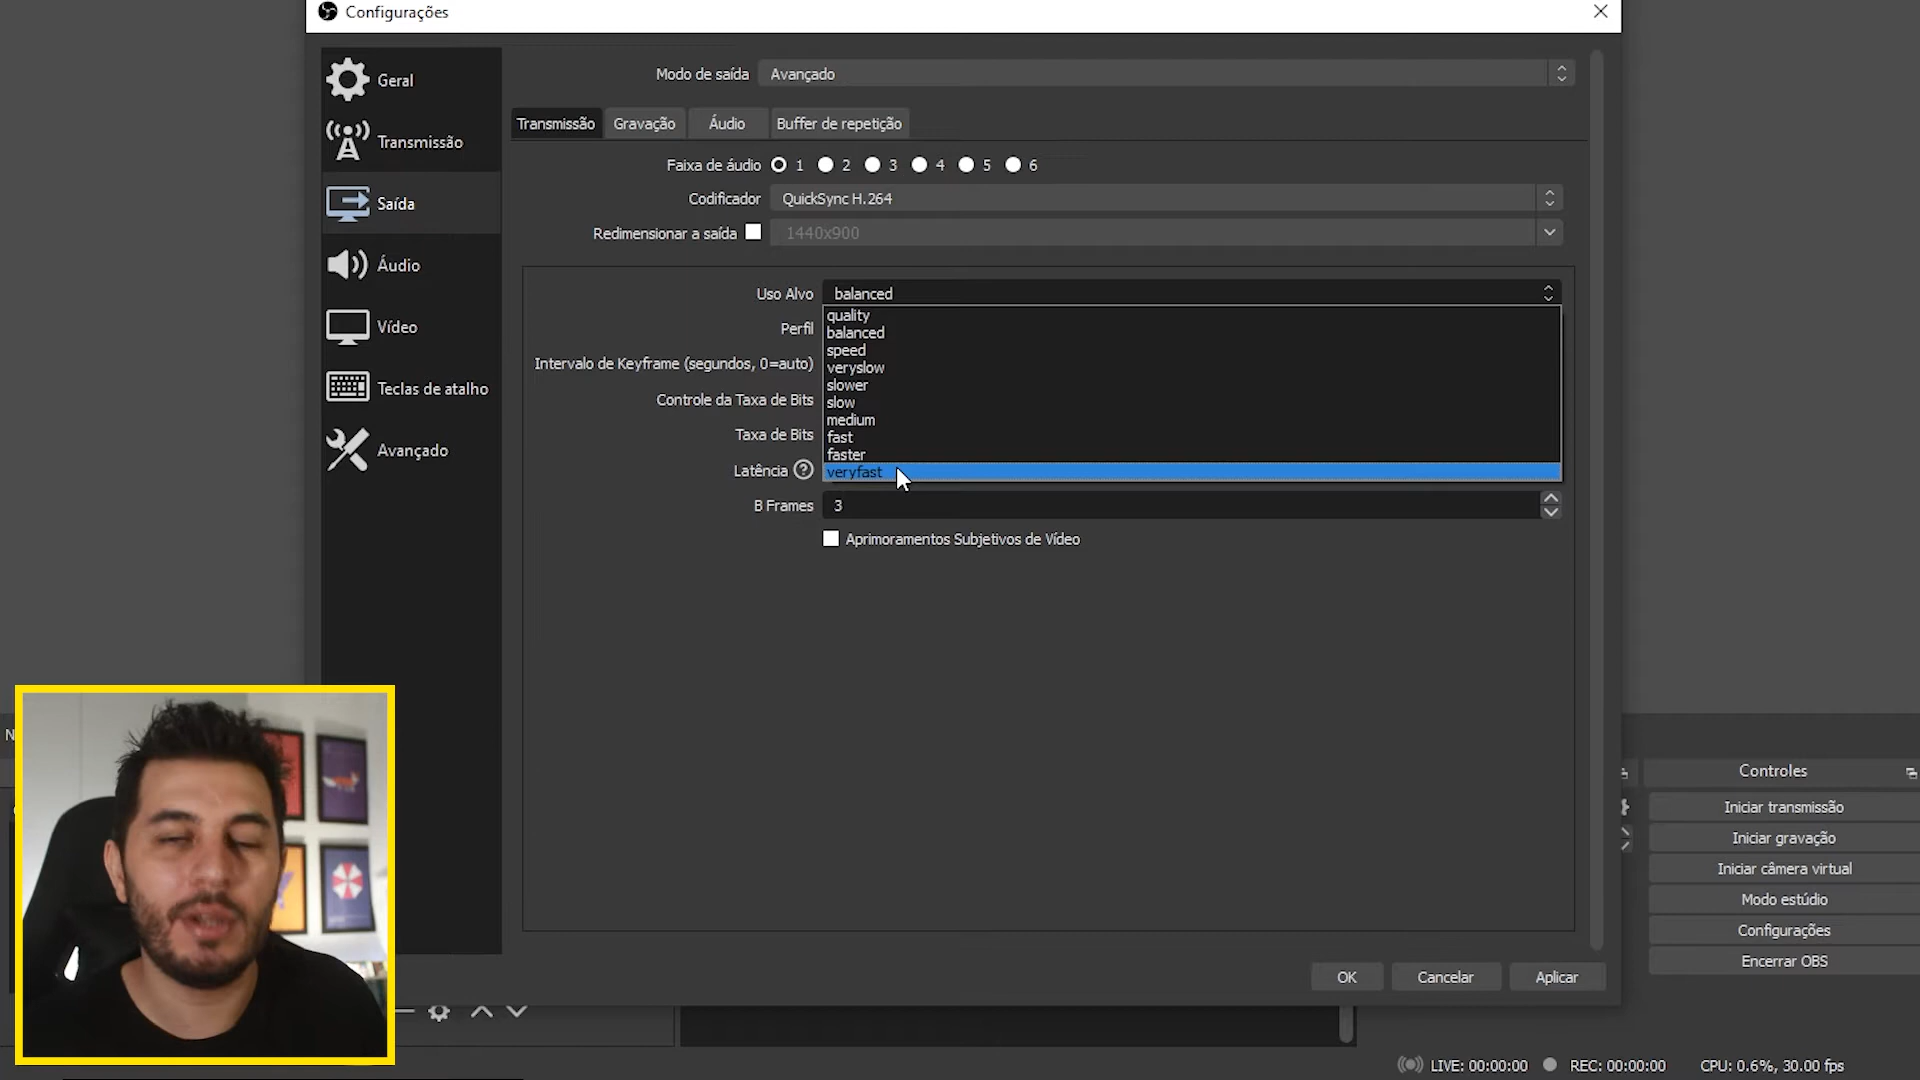 Configurações
Geral
Transmissão
Saída
Áudio
Vídeo
Teclas de atalho
Avançado
Modo de saída Avançado
Transmissão Gravação Áudio Buffer de repetição
Faixa de áudio 1 2 3 4 5 6
Codificador QuickSync H.264
Redimensionar a saída 1440x900
Uso Alvo balanced
quality
balanced
speed
veryslow
slower
slow
medium
fast
faster
veryfast
Perfil
Intervalo de Keyframe (segundos, 0=auto)
Controle da Taxa de Bits
Taxa de Bits
Latência ?
B Frames 3
Aprimoramentos Subjetivos de Vídeo
OK Cancelar Aplicar
Controles
Iniciar transmissão
Iniciar gravação
Iniciar câmera virtual
Modo estúdio
Configurações
Encerrar OBS
LIVE: 00:00:00 REC: 00:00:00 CPU: 0.6%, 30.00 fps